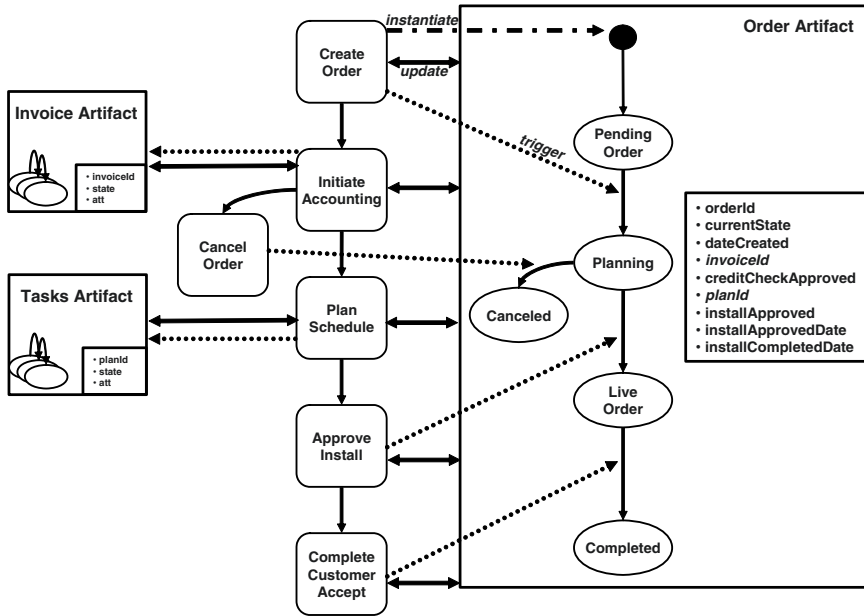 instantiate
Order Artifact
Create
Order
update
Invoice Artifact
• invoiceId
• state
• att
trigger
Pending
Order
Initiate
Accounting
• orderId
• currentState
• dateCreated
• invoiceId
• creditCheckApproved
• planId
• installApproved
• installApprovedDate
• installCompletedDate
Cancel
Order
Planning
Tasks Artifact
• planId
• state
• att
Plan
Schedule
Canceled
Live
Order
Approve
Install
Complete
Customer
Accept
Completed